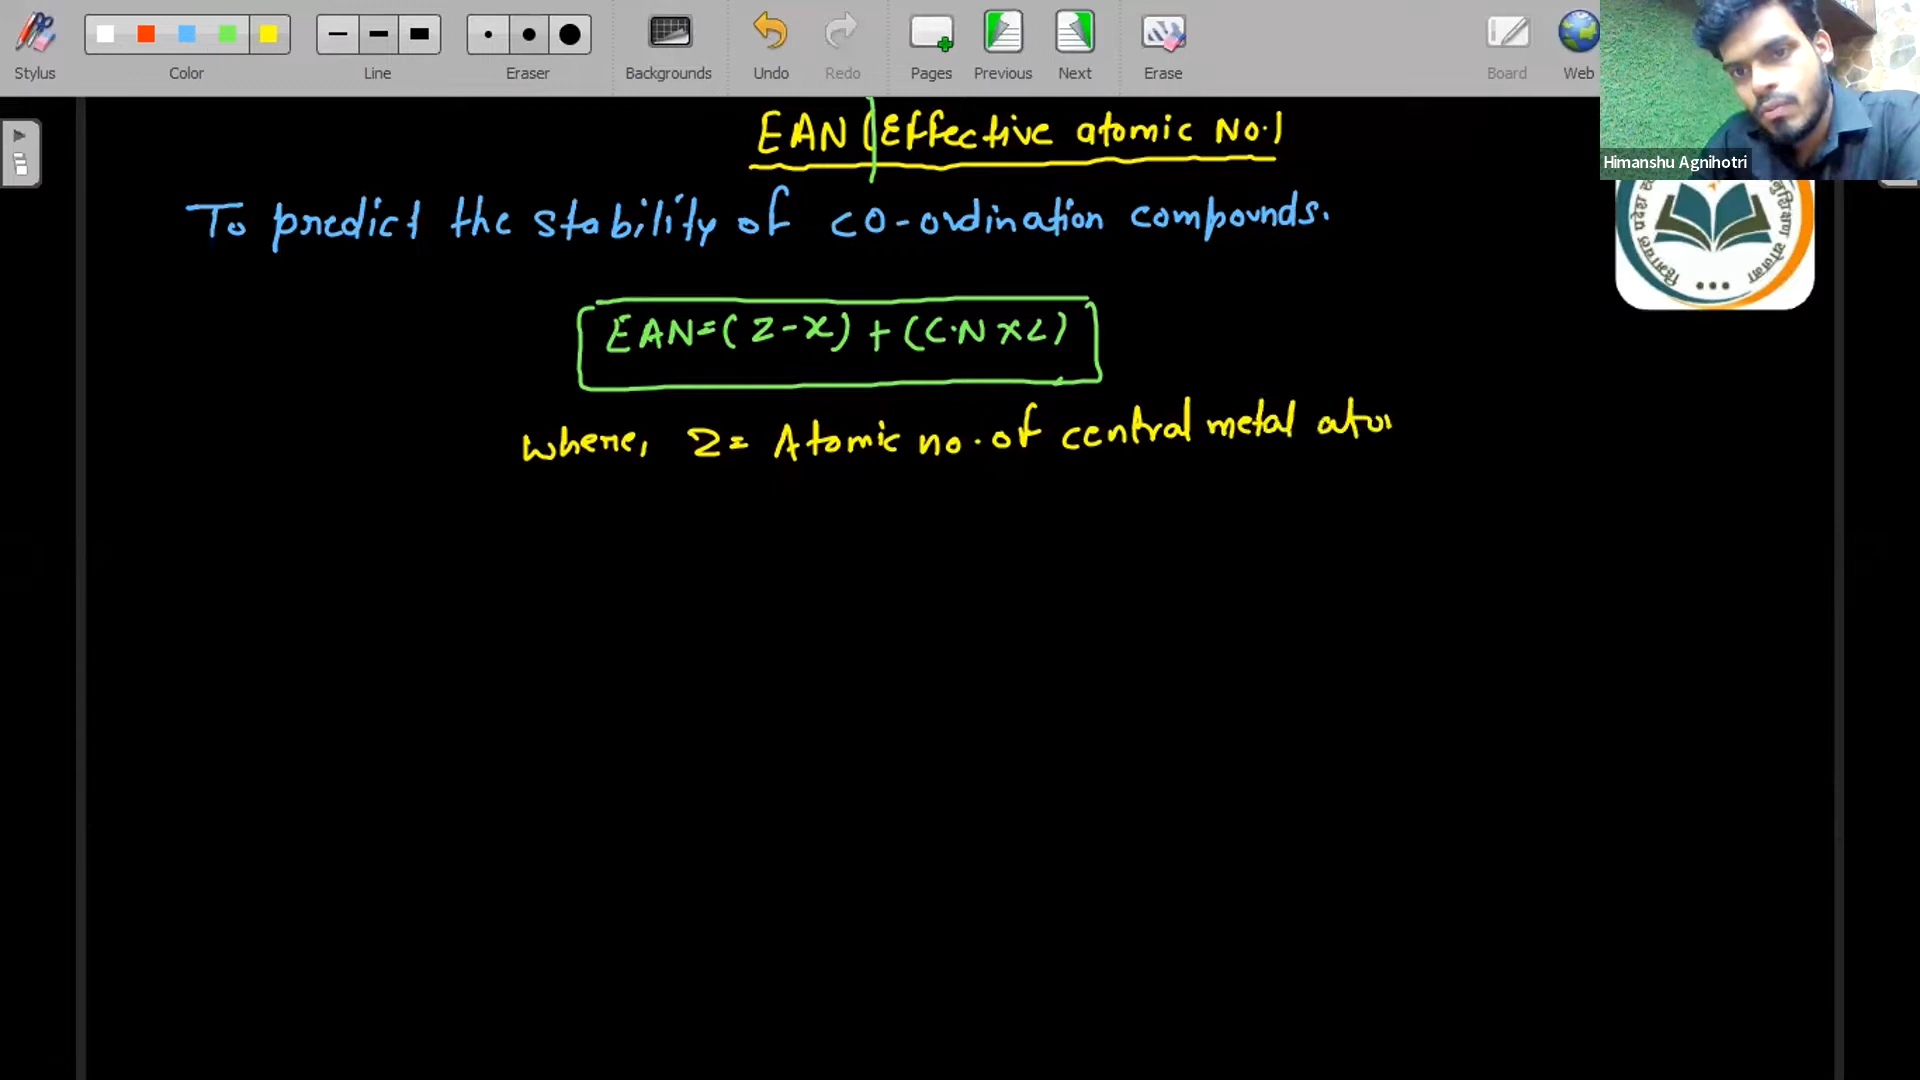 Stylus Color Line Eraser Backgrounds Undo Redo Pages Previous Next Erase Board Web
Himanshu Agnihotri
EAN (Effective atomic No.)
To predict the stability of co-ordination compounds.
EAN=(Z-x)+(C.N×2)
where, Z= Atomic no. of central metal ato